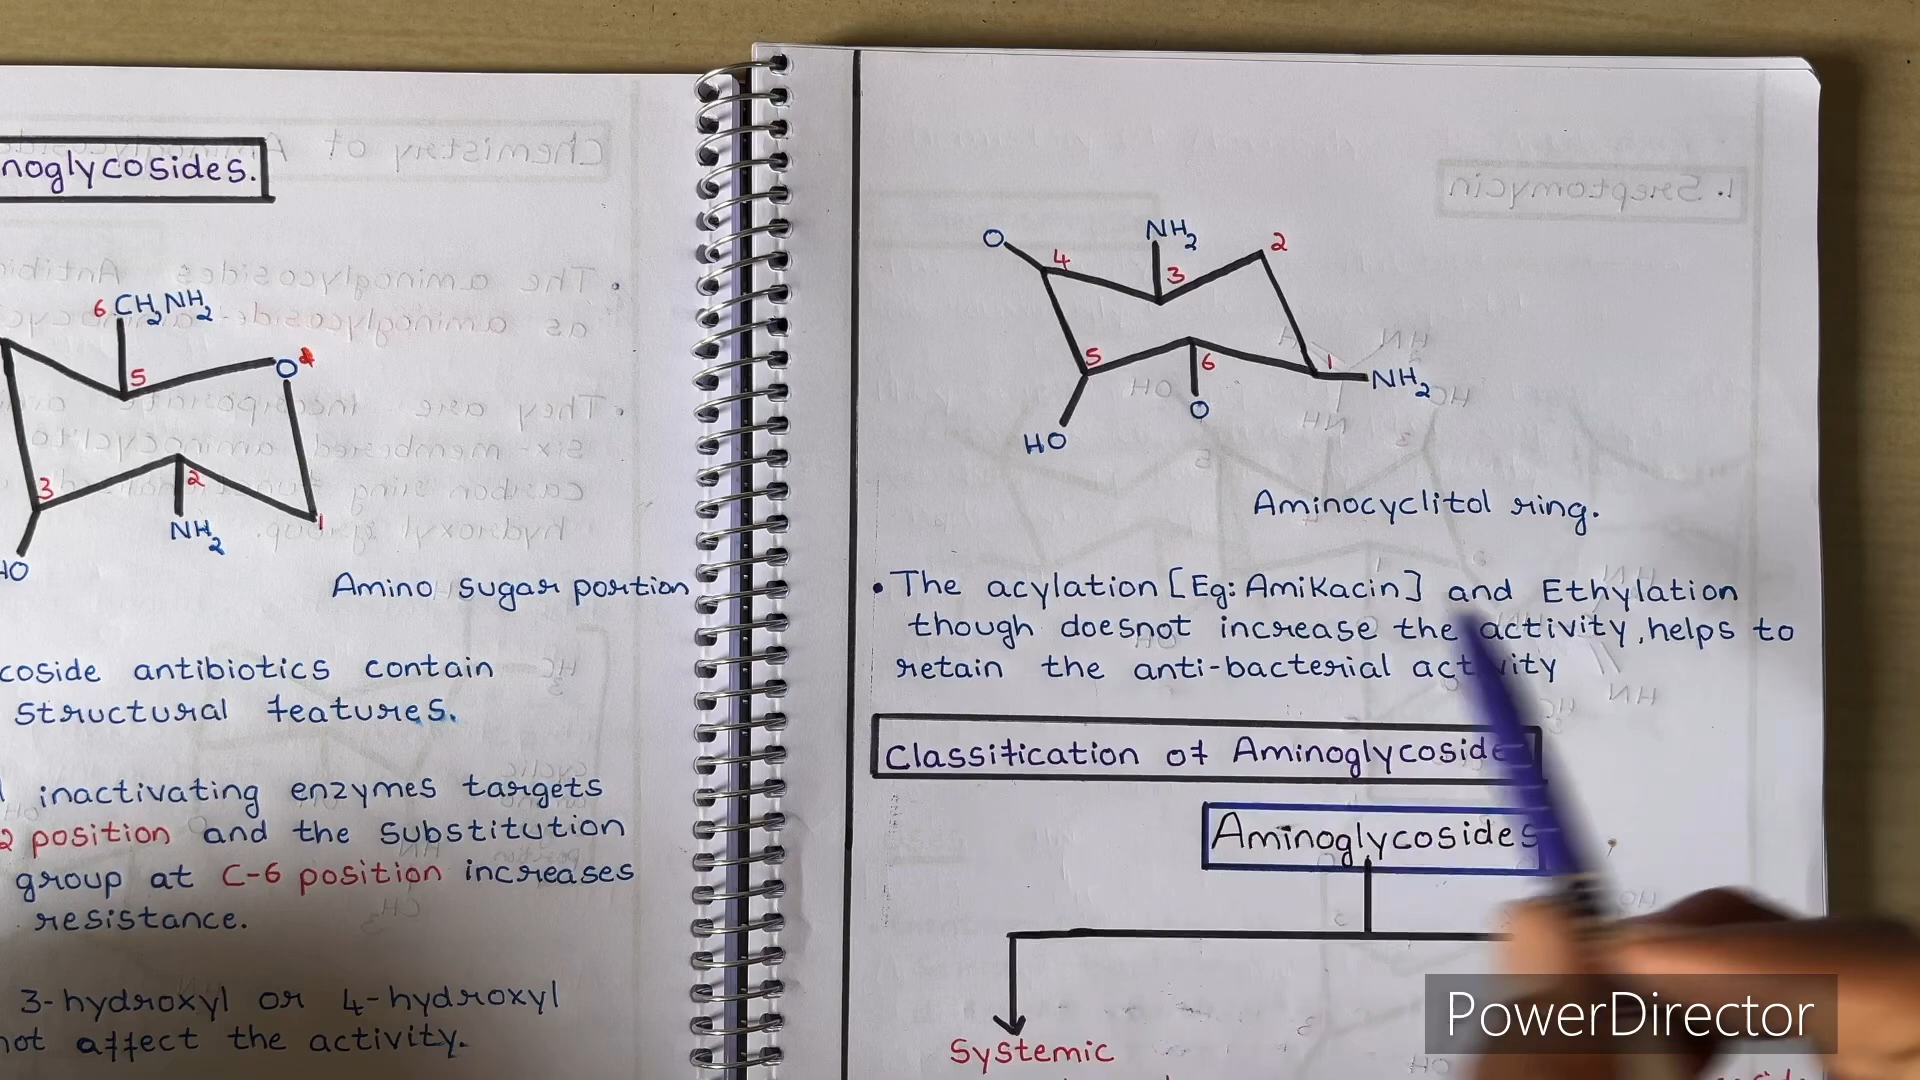 noglycosides.
6 CH2NH2
5
O*
3
2
1
NH2
HO
Amino sugar portion
coside antibiotics contain
structural features.
inactivating enzymes targets
2 position and the substitution
group at C-6 position increases
resistance.
3-hydroxyl or 4-hydroxyl
not affect the activity.
O
NH2
2
4
3
5
6
1
NH2
O
HO
Aminocyclitol ring.
• The acylation [Eg: Amikacin] and Ethylation
though doesnot increase the activity, helps to
retain the anti-bacterial activity
Classification of Aminoglycoside
Aminoglycosides
Systemic
PowerDirector